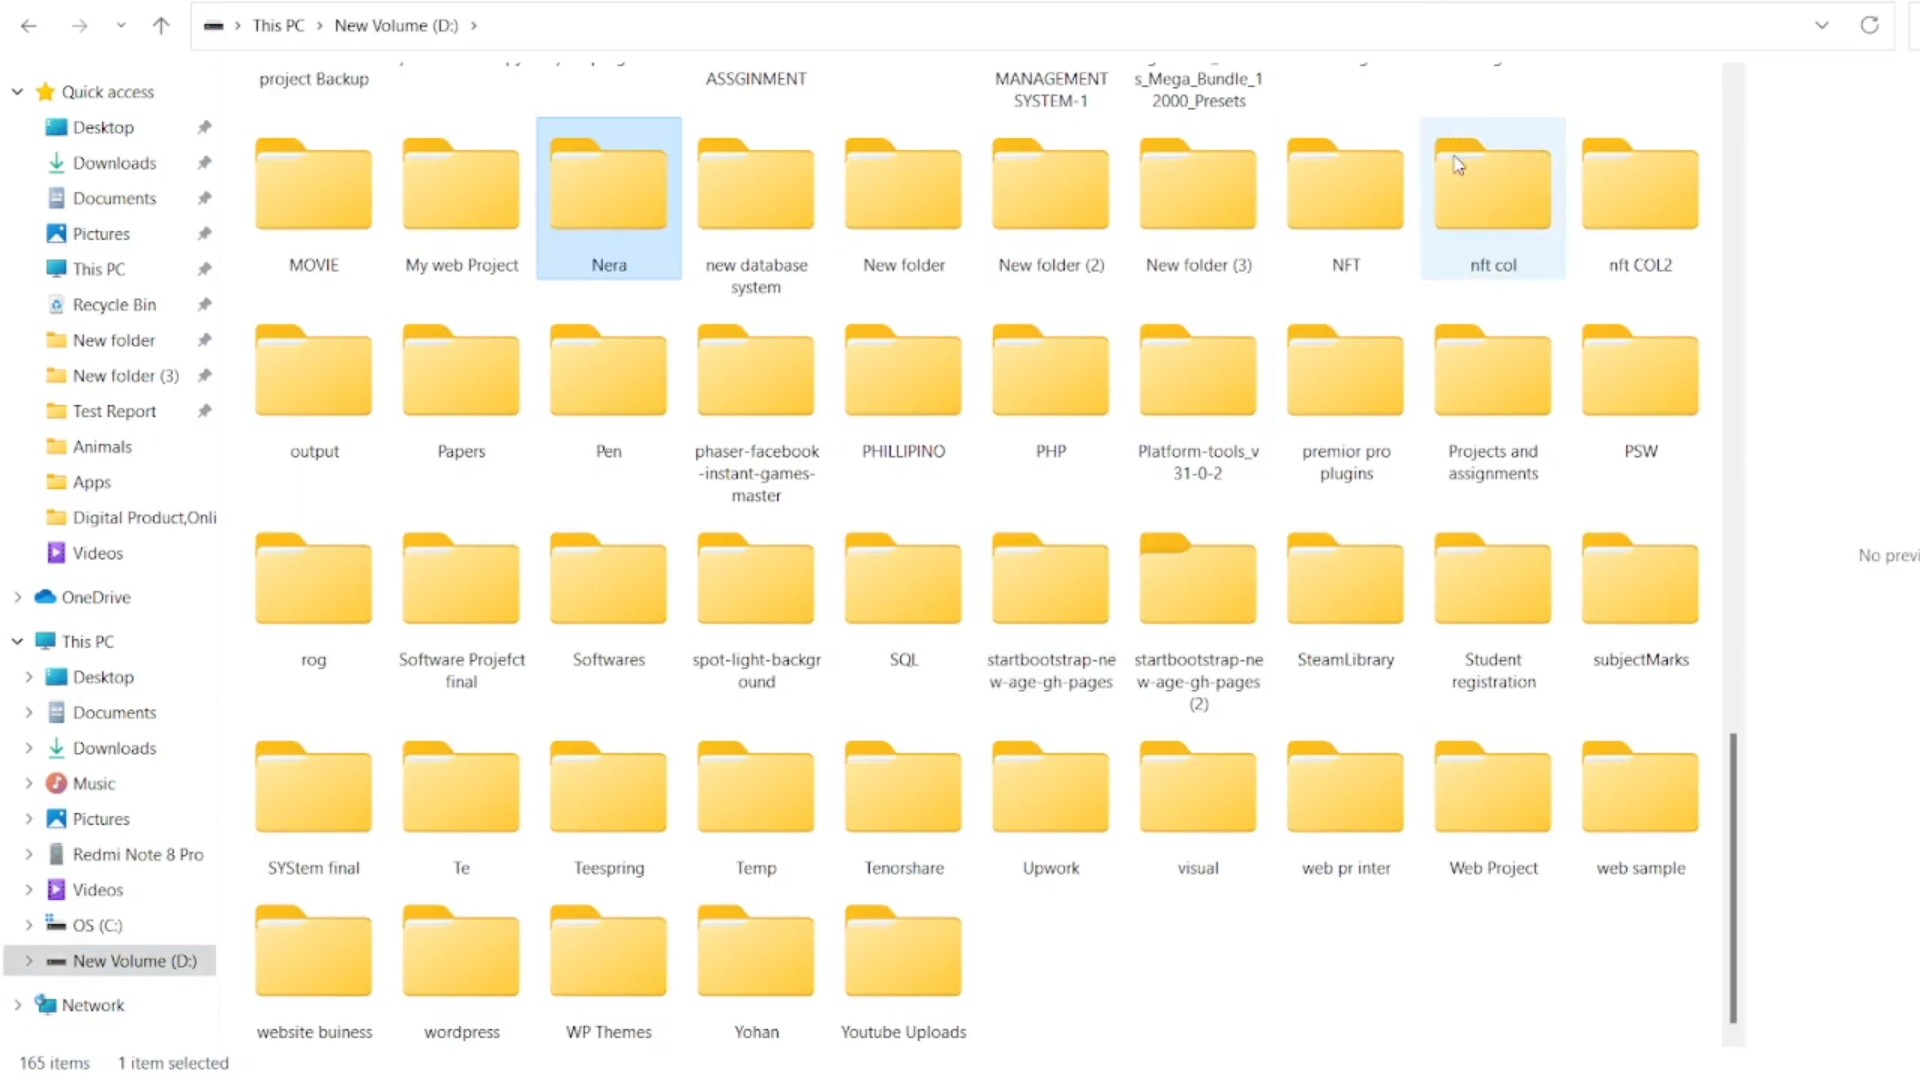 This PC > New Volume (D:) >
project Backup
ASSGINMENT
MANAGEMENT
SYSTEM-1
s_Mega_Bundle_1
2000_Presets
Quick access
Desktop
Downloads
Documents
Pictures
This PC
Recycle Bin
New folder
New folder (3)
Test Report
Animals
Apps
Digital Product,Onli
Videos
OneDrive
This PC
Desktop
Documents
Downloads
Music
Pictures
Redmi Note 8 Pro
Videos
OS (C:)
New Volume (D:)
Network
MOVIE
My web Project
Nera
new database
system
New folder
New folder (2)
New folder (3)
NFT
nft col
nft COL2
output
Papers
Pen
phaser-facebook
-instant-games-
master
PHILLIPINO
PHP
Platform-tools_v
31-0-2
premior pro
plugins
Projects and
assignments
PSW
rog
Software Projefct
final
Softwares
spot-light-backgr
ound
SQL
startbootstrap-ne
w-age-gh-pages
startbootstrap-ne
w-age-gh-pages
(2)
SteamLibrary
Student
registration
subjectMarks
SYStem final
Te
Teespring
Temp
Tenorshare
Upwork
visual
web pr inter
Web Project
web sample
website buiness
wordpress
WP Themes
Yohan
Youtube Uploads
No previ
165 items
1 item selected